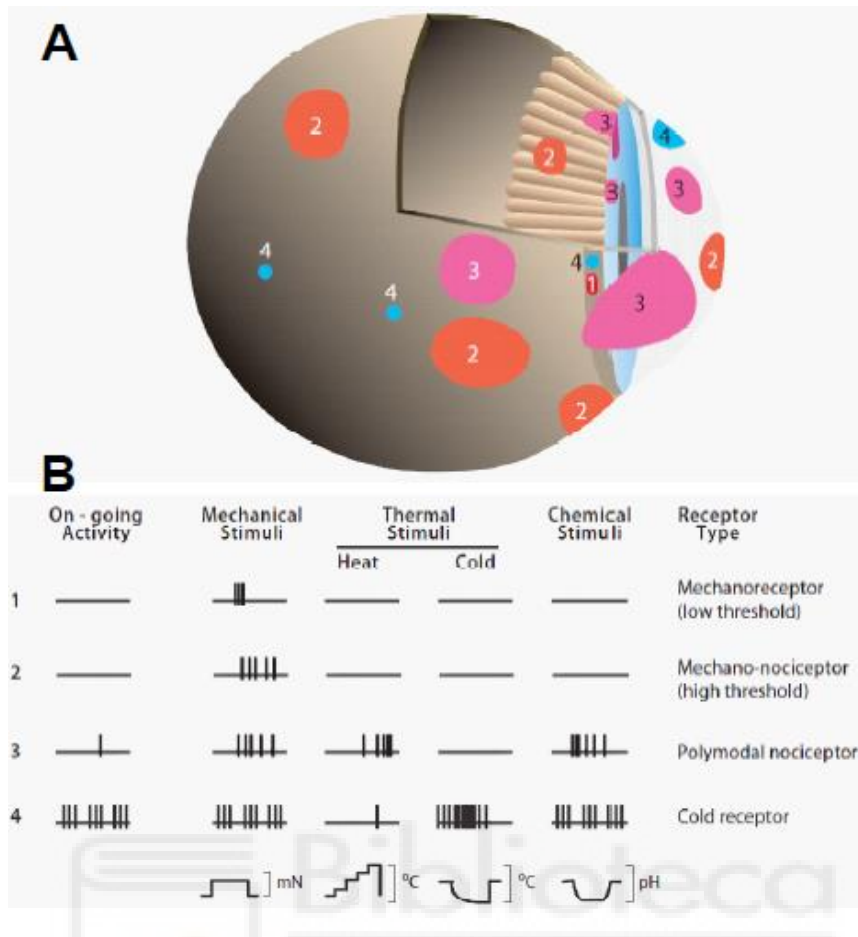 A
2
3
4
2
3
3
4
4
3
2
4
1
3
2
2
B
On - going Activity
Mechanical Stimuli
Thermal Stimuli
Chemical Stimuli
Receptor Type
Heat
Cold
1
Mechanoreceptor
(low threshold)
2
Mechano-nociceptor
(high threshold)
3
Polymodal nociceptor
4
Cold receptor
mN
ºC
ºC
pH
Biblioteca